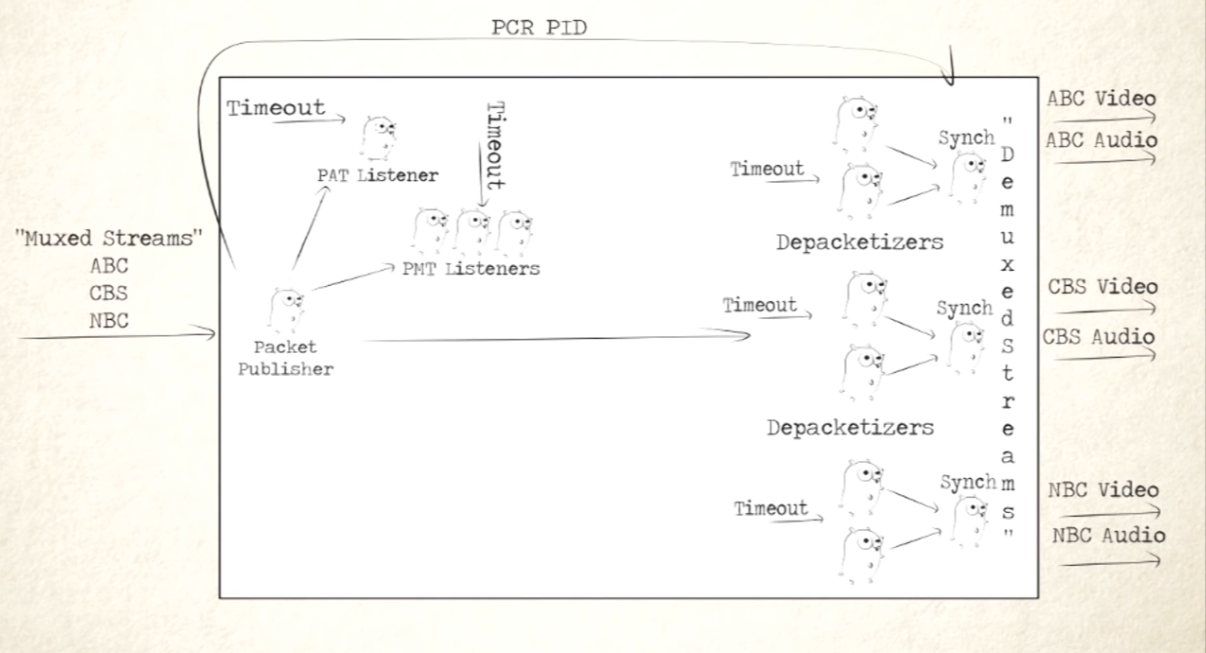 PCR PID
Timeout
PAT Listener
Timeout
PMT Listeners
"Muxed Streams"
ABC
CBS
NBC
Packet
Publisher
Timeout
Synch
Depacketizers
Timeout
Synch
Depacketizers
Timeout
Synch
"Demuxed Streams"
ABC Video
ABC Audio
CBS Video
CBS Audio
NBC Video
NBC Audio